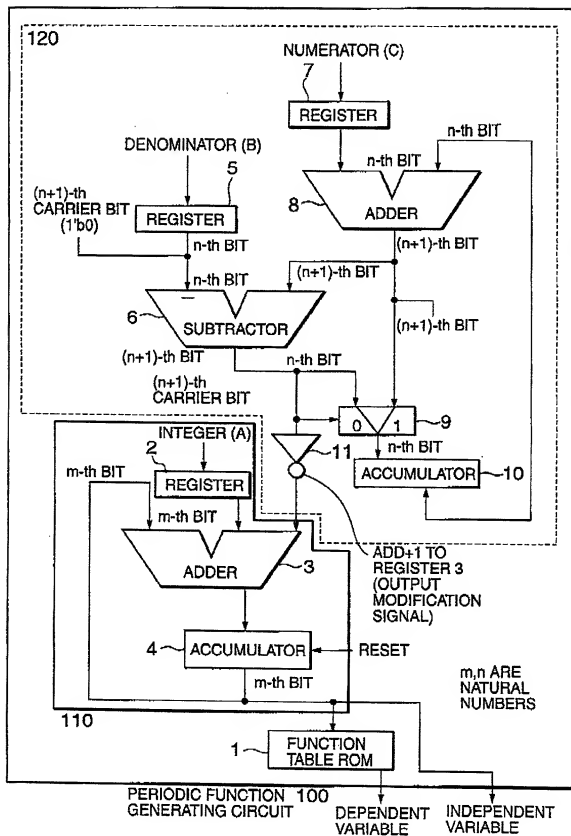 120
NUMERATOR (C)
7
REGISTER
DENOMINATOR (B)
n-th BIT
n-th BIT
5
(n+1)-th
CARRIER BIT
(1'b0)
REGISTER
8
ADDER
n-th BIT
(n+1)-th BIT
n-th BIT
(n+1)-th BIT
6
SUBTRACTOR
(n+1)-th BIT
(n+1)-th BIT
n-th BIT
(n+1)-th
CARRIER BIT
0 1
9
INTEGER (A)
11
n-th BIT
m-th BIT
2
REGISTER
ACCUMULATOR
10
m-th BIT
ADDER
3
ADD+1 TO
REGISTER 3
(OUTPUT
MODIFICATION
SIGNAL)
4
ACCUMULATOR
RESET
m-th BIT
m,n ARE
NATURAL
NUMBERS
110
1
FUNCTION
TABLE ROM
PERIODIC FUNCTION
GENERATING CIRCUIT
100
DEPENDENT
VARIABLE
INDEPENDENT
VARIABLE